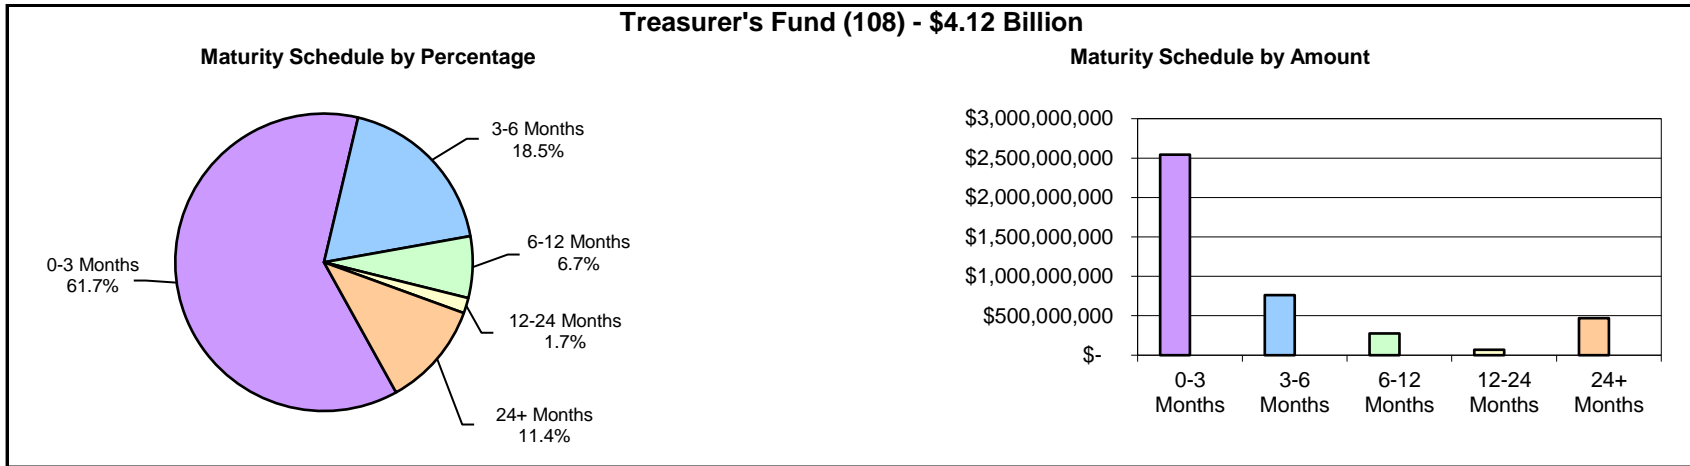 Treasurer's Fund (108) - $4.12 Billion
Maturity Schedule by Percentage
3-6 Months
18.5%
6-12 Months
6.7%
0-3 Months
61.7%
12-24 Months
1.7%
24+ Months
11.4%
Maturity Schedule by Amount
$3,000,000,000
$2,500,000,000
$2,000,000,000
$1,500,000,000
$1,000,000,000
$500,000,000
$-
0-3
Months
3-6
Months
6-12
Months
12-24
Months
24+
Months